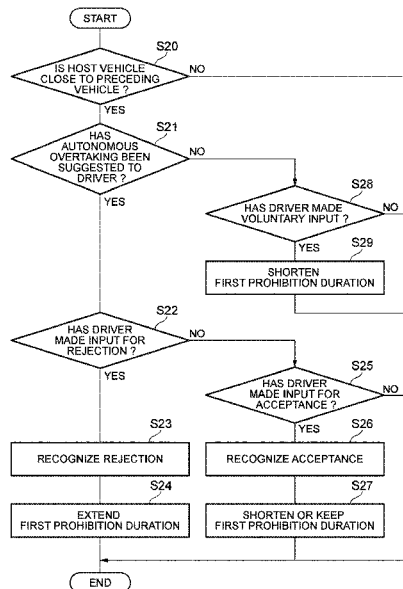 START
S20
IS HOST VEHICLE
CLOSE TO PRECEDING
VEHICLE ?
NO
YES
S21
HAS
AUTONOMOUS
OVERTAKING BEEN
SUGGESTED TO
DRIVER ?
NO
YES
S28
HAS DRIVER MADE
VOLUNTARY INPUT ?
NO
YES
S29
SHORTEN
FIRST PROHIBITION DURATION
S22
HAS DRIVER
MADE INPUT FOR
REJECTION ?
NO
YES
S25
HAS DRIVER
MADE INPUT FOR
ACCEPTANCE ?
NO
YES
S23
RECOGNIZE REJECTION
S26
RECOGNIZE ACCEPTANCE
S24
EXTEND
FIRST PROHIBITION DURATION
S27
SHORTEN OR KEEP
FIRST PROHIBITION DURATION
END